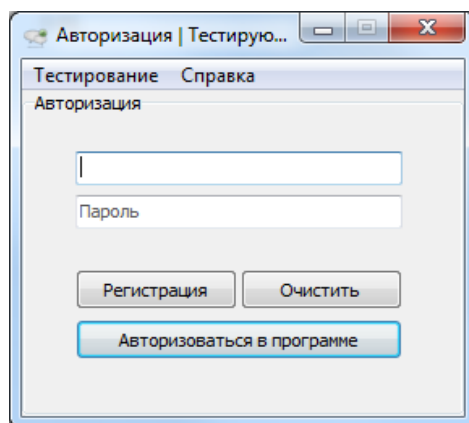 Авторизация | Тестирую...
Тестирование Справка
Авторизация
Пароль
Регистрация Очистить
Авторизоваться в программе